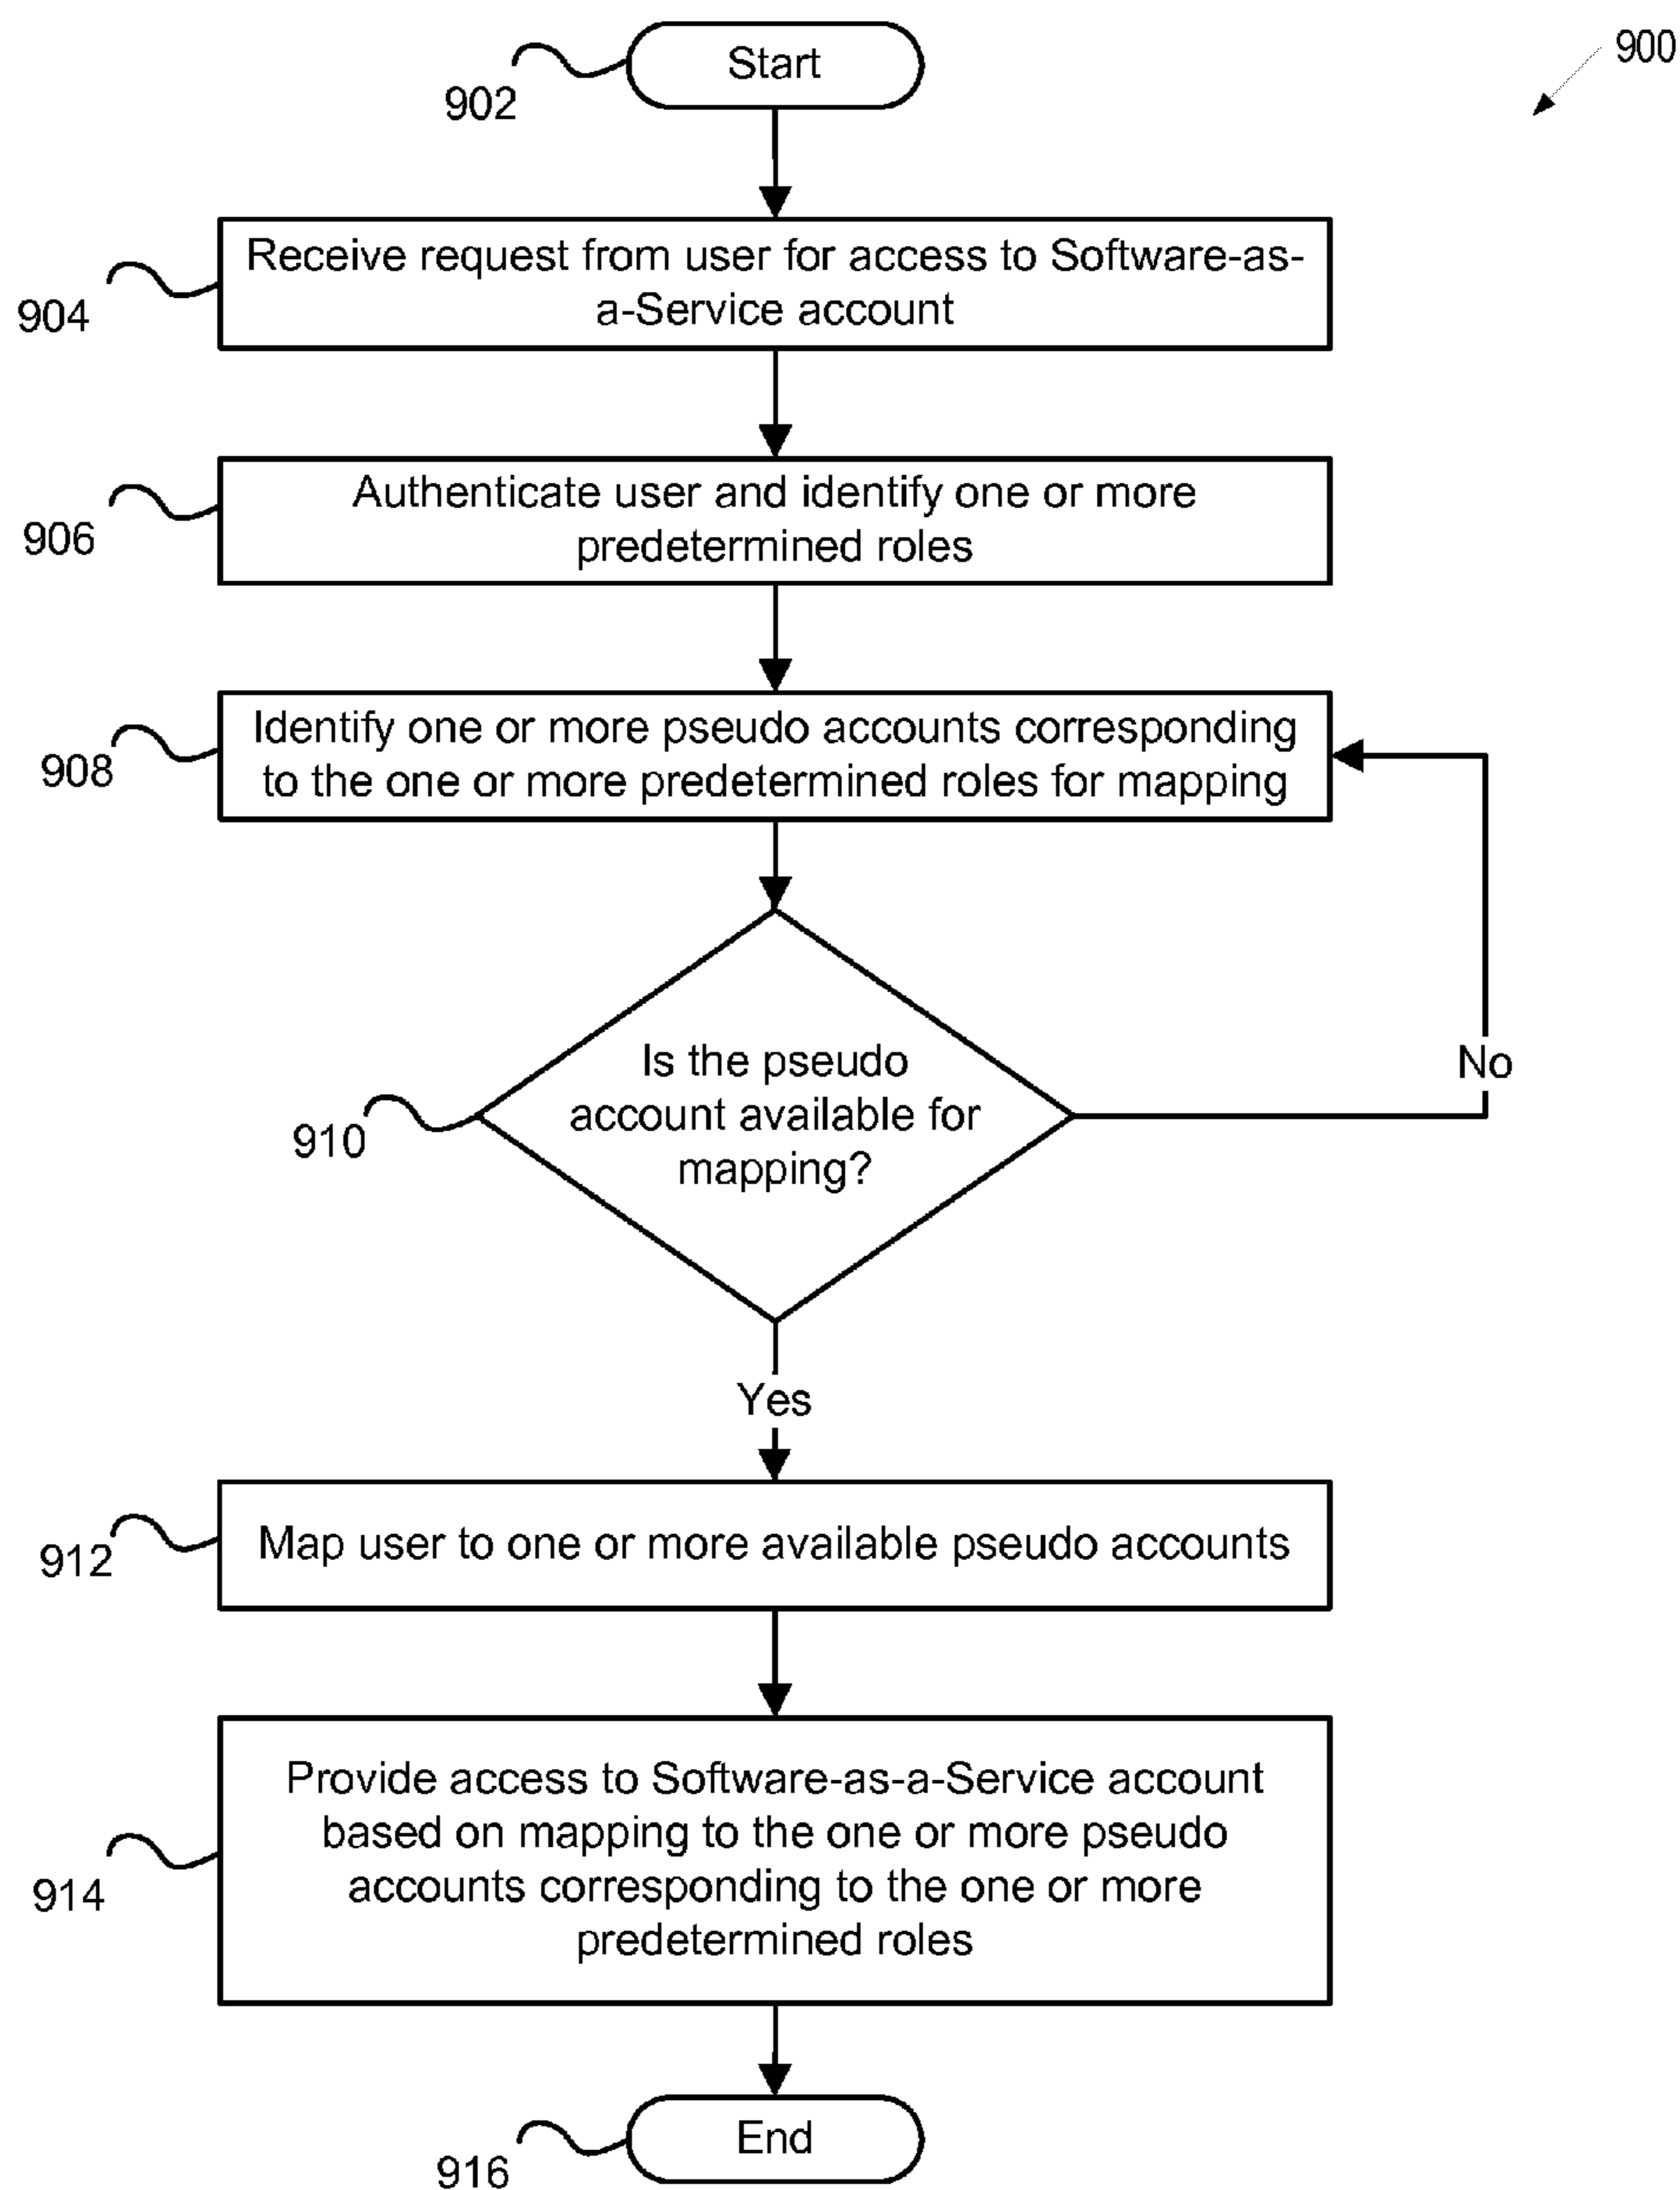 900
Start
902
Receive request from user for access to Software-as-
a-Service account
904
Authenticate user and identify one or more
predetermined roles
906
Identify one or more pseudo accounts corresponding
to the one or more predetermined roles for mapping
908
Is the pseudo
account available for
mapping?
910
No
Yes
Map user to one or more available pseudo accounts
912
Provide access to Software-as-a-Service account
based on mapping to the one or more pseudo
accounts corresponding to the one or more
predetermined roles
914
End
916